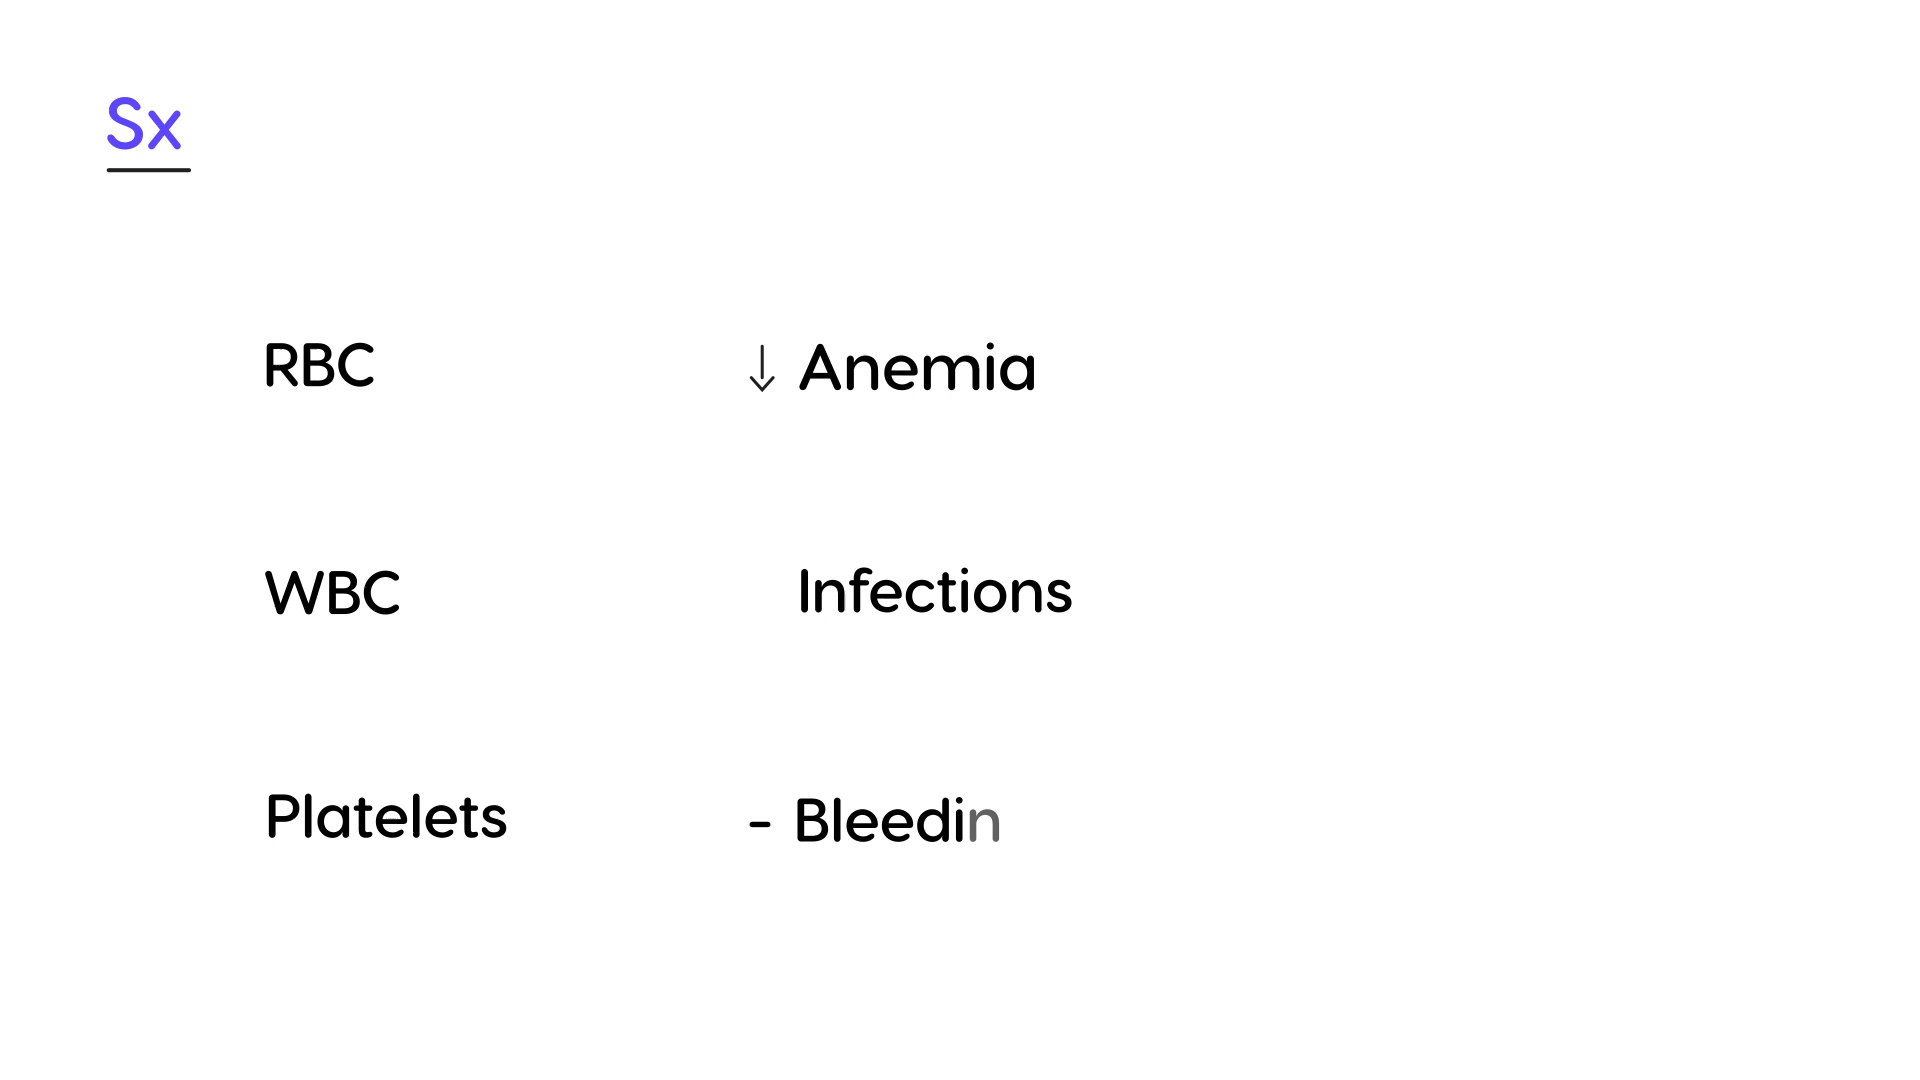 Sx
RBC ↓ Anemia
WBC Infections
Platelets - Bleedin